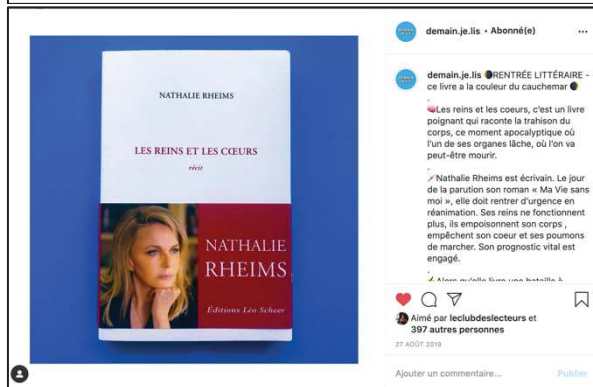 NATHALIE RHEIMS
LES REINS ET LES CŒURS
récit
NATHALIE
RHEIMS
Éditions Léo Scheer
demain.je.lis • Abonné(e)
demain.je.lis 🌒RENTRÉE LITTÉRAIRE -
ce livre a la couleur du cauchemar 🌒
.
🧠Les reins et les coeurs, c'est un livre
poignant qui raconte la trahison du
corps, ce moment apocalyptique où
l'un de ses organes lâche, où l'on va
peut-être mourir.
.
🖋Nathalie Rheims est écrivain. Le jour
de la parution son roman « Ma Vie sans
moi », elle doit rentrer d'urgence en
réanimation. Ses reins ne fonctionnent
plus, ils empoisonnent son corps ,
empêchent son coeur et ses poumons
de marcher. Son prognostic vital est
engagé.
.
Alors qu'elle livre une bataille à
Aimé par leclubdeslecteurs et
397 autres personnes
27 AOÛT 2019
Ajouter un commentaire... Publier